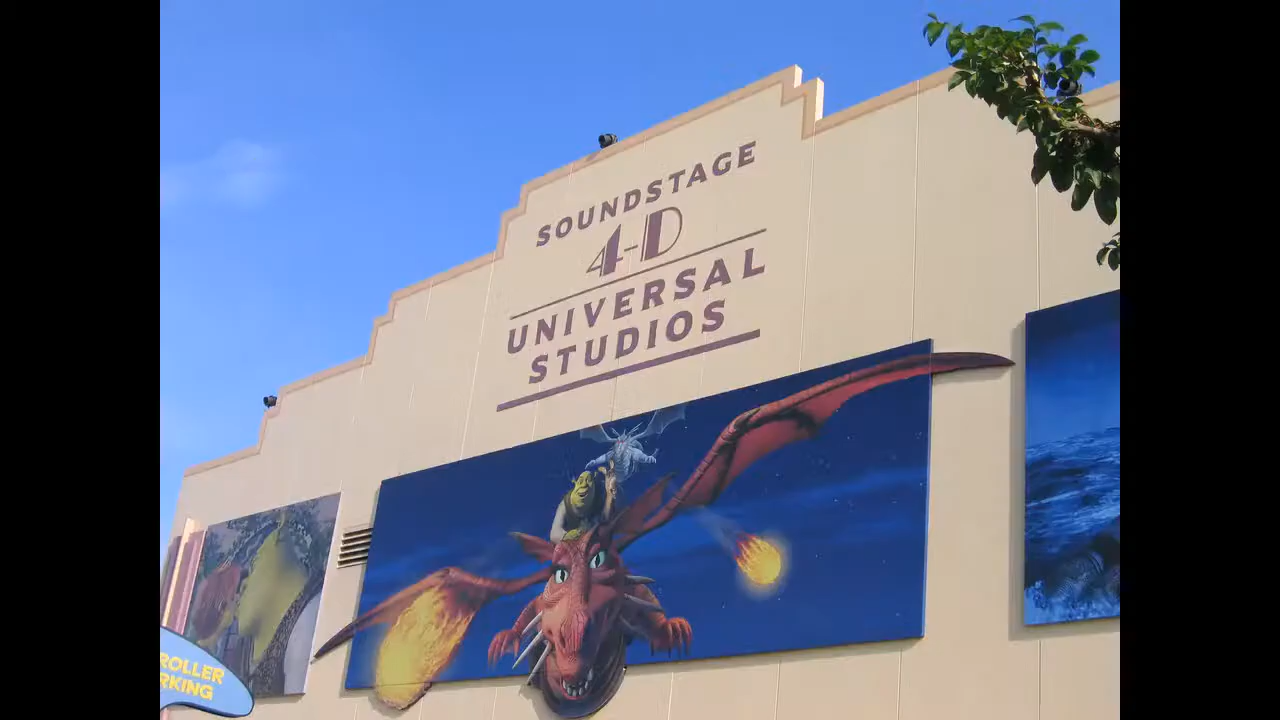 SOUNDSTAGE
4-D
UNIVERSAL
STUDIOS
ROLLER
RKING